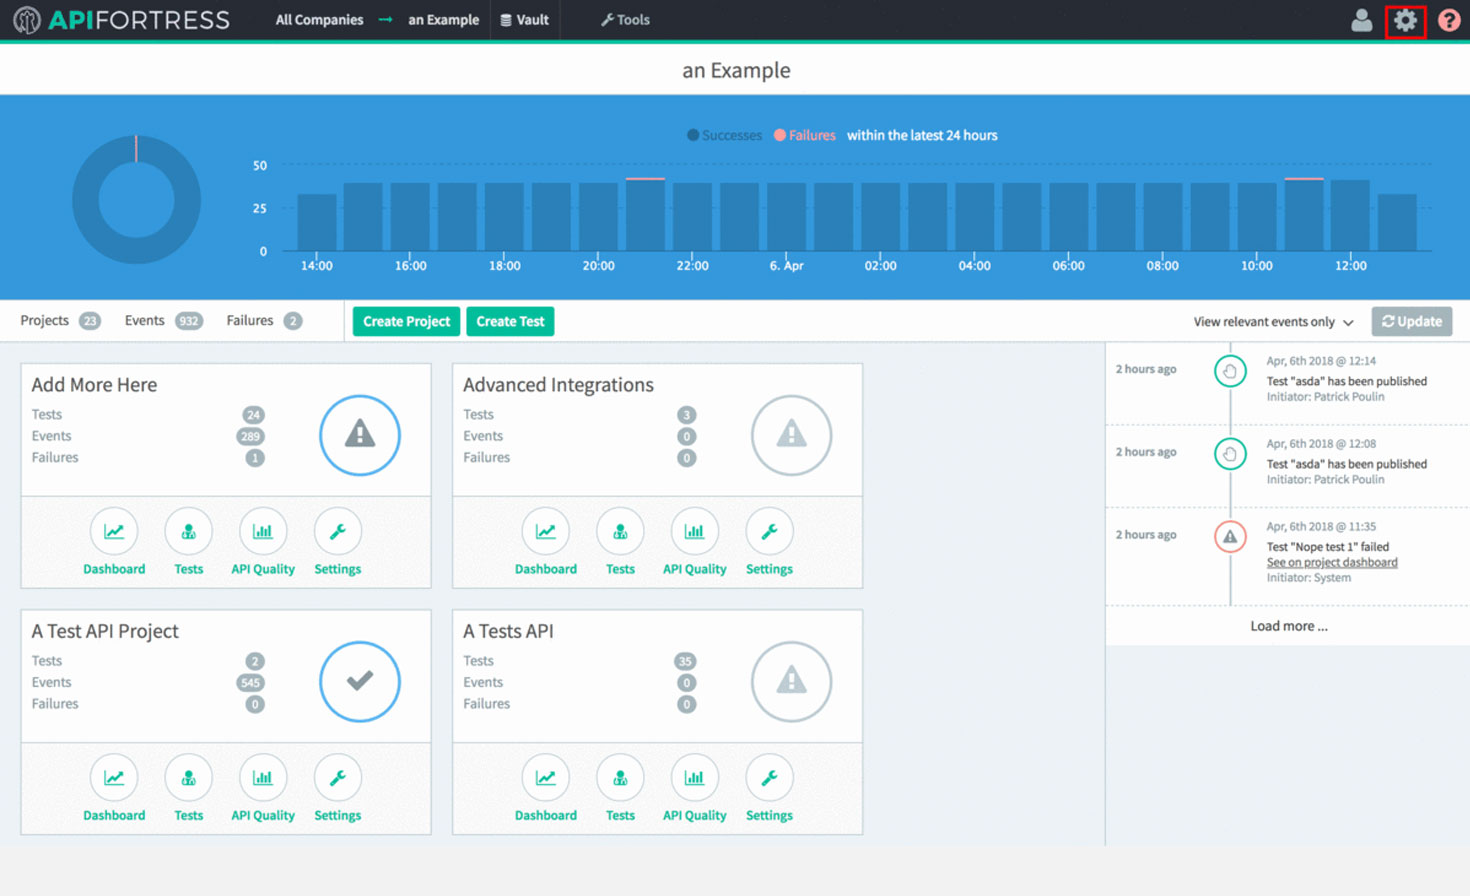 APIFORTRESS All Companies → an Example Vault Tools ?
an Example
Successes Failures within the latest 24 hours
50
25
0
14:00 16:00 18:00 20:00 22:00 6. Apr 02:00 04:00 06:00 08:00 10:00 12:00
Projects 23 Events 932 Failures 2 Create Project Create Test View relevant events only Update
Add More Here
Tests 24
Events 289
Failures 1
Dashboard Tests API Quality Settings
Advanced Integrations
Tests 3
Events 0
Failures 0
Dashboard Tests API Quality Settings
A Test API Project
Tests 2
Events 545
Failures 0
Dashboard Tests API Quality Settings
A Tests API
Tests 35
Events 0
Failures 0
Dashboard Tests API Quality Settings
2 hours ago
Apr, 6th 2018 @ 12:14
Test "asda" has been published
Initiator: Patrick Poulin
2 hours ago
Apr, 6th 2018 @ 12:08
Test "asda" has been published
Initiator: Patrick Poulin
2 hours ago
Apr, 6th 2018 @ 11:35
Test "Nope test 1" failed
See on project dashboard
Initiator: System
Load more ...